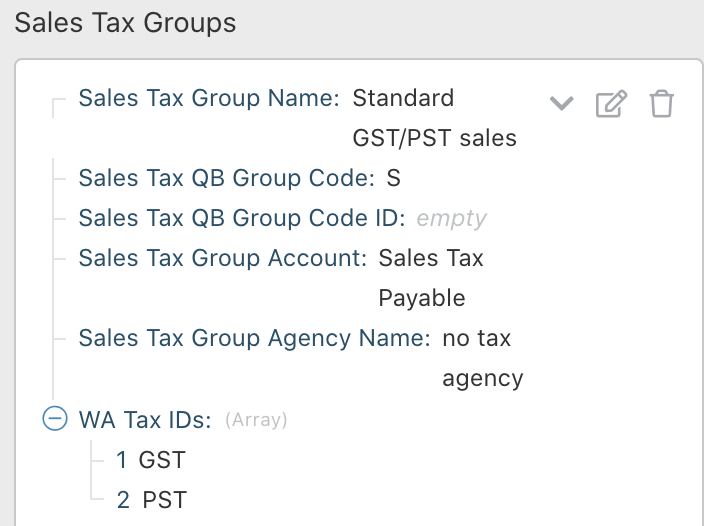 Sales Tax Groups
Sales Tax Group Name: Standard
GST/PST sales
Sales Tax QB Group Code: S
Sales Tax QB Group Code ID: empty
Sales Tax Group Account: Sales Tax
Payable
Sales Tax Group Agency Name: no tax
agency
WA Tax IDs: (Array)
1 GST
2 PST